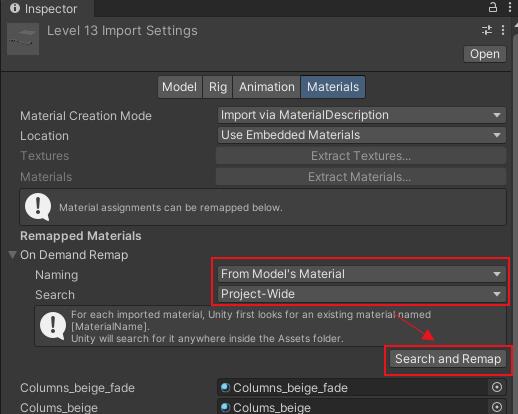 Inspector
Level 13 Import Settings
Open
Model Rig Animation Materials
Material Creation Mode Import via MaterialDescription
Location Use Embedded Materials
Textures Extract Textures...
Materials Extract Materials...
Material assignments can be remapped below.
Remapped Materials
On Demand Remap
Naming From Model's Material
Search Project-Wide
For each imported material, Unity first looks for an existing material named
[MaterialName].
Unity will search for it anywhere inside the Assets folder.
Search and Remap
Columns_beige_fade Columns_beige_fade
Colums_beige Colums_beige